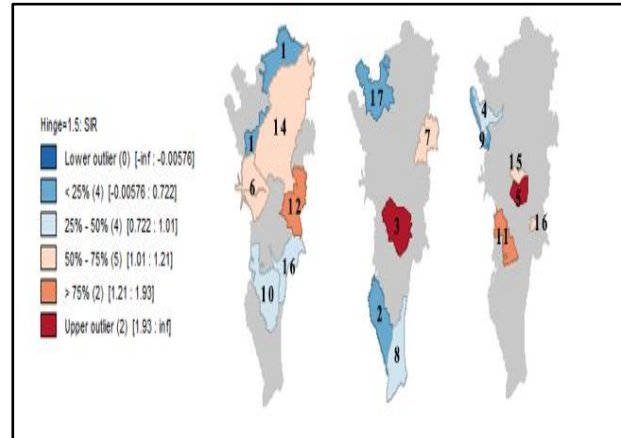 Hinge=1.5: SIR
Lower outlier (0) [-inf : -0.00576]
< 25% (4) [-0.00576 : 0.722]
25% - 50% (4) [0.722 : 1.01]
50% - 75% (5) [1.01 : 1.21]
> 75% (2) [1.21 : 1.93]
Upper outlier (2) [1.93 : inf]
1
14
1
6
12
16
10
17
7
3
2
8
4
9
15
5
11
16